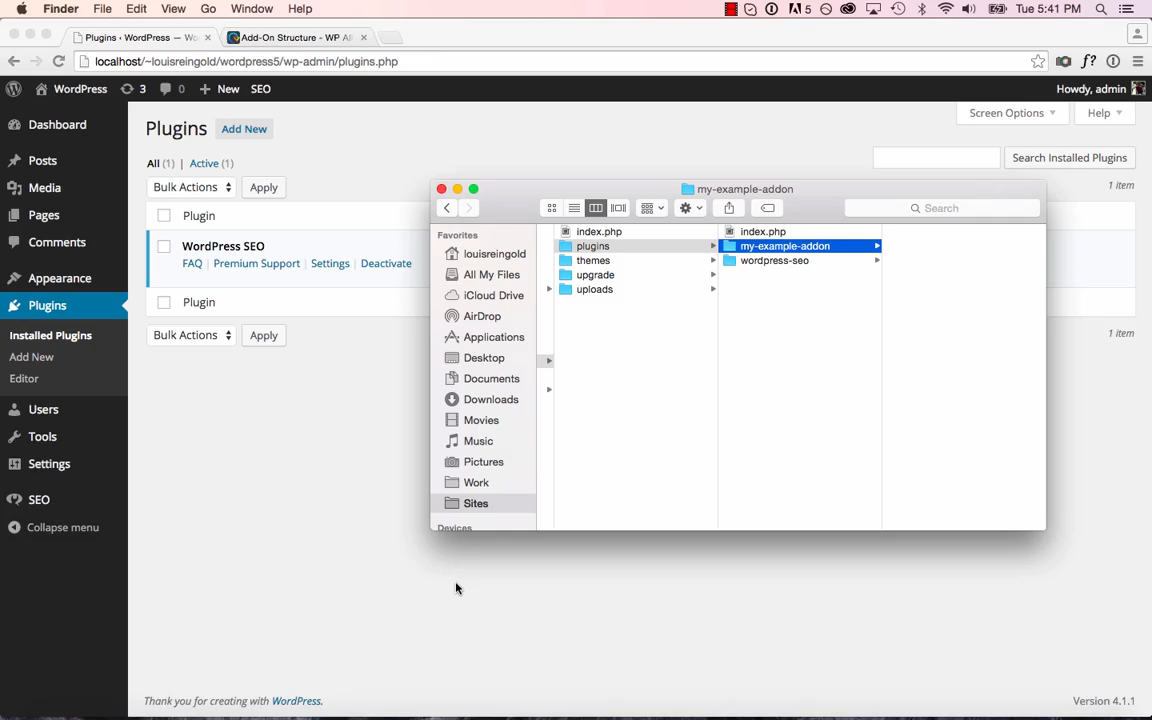 Finder File Edit View Go Window Help 5 Tue 5:41 PM
Plugins ‹ WordPress — Wo
Add-On Structure - WP All
localhost/~louisreingold/wordpress5/wp-admin/plugins.php
f?
WordPress 3 0 New SEO Howdy, admin
Dashboard
Posts
Media
Pages
Comments
Appearance
Plugins
Installed Plugins
Add New
Editor
Users
Tools
Settings
SEO
Collapse menu
Screen Options Help
Plugins Add New
All (1) | Active (1)
Search Installed Plugins
Bulk Actions Apply
1 item
Plugin
WordPress SEO
FAQ | Premium Support | Settings | Deactivate
Plugin
Bulk Actions Apply
1 item
my-example-addon
Search
Favorites
louisreingold
All My Files
iCloud Drive
AirDrop
Applications
Desktop
Documents
Downloads
Movies
Music
Pictures
Work
Sites
Devices
index.php
plugins
themes
upgrade
uploads
index.php
my-example-addon
wordpress-seo
Thank you for creating with WordPress.
Version 4.1.1